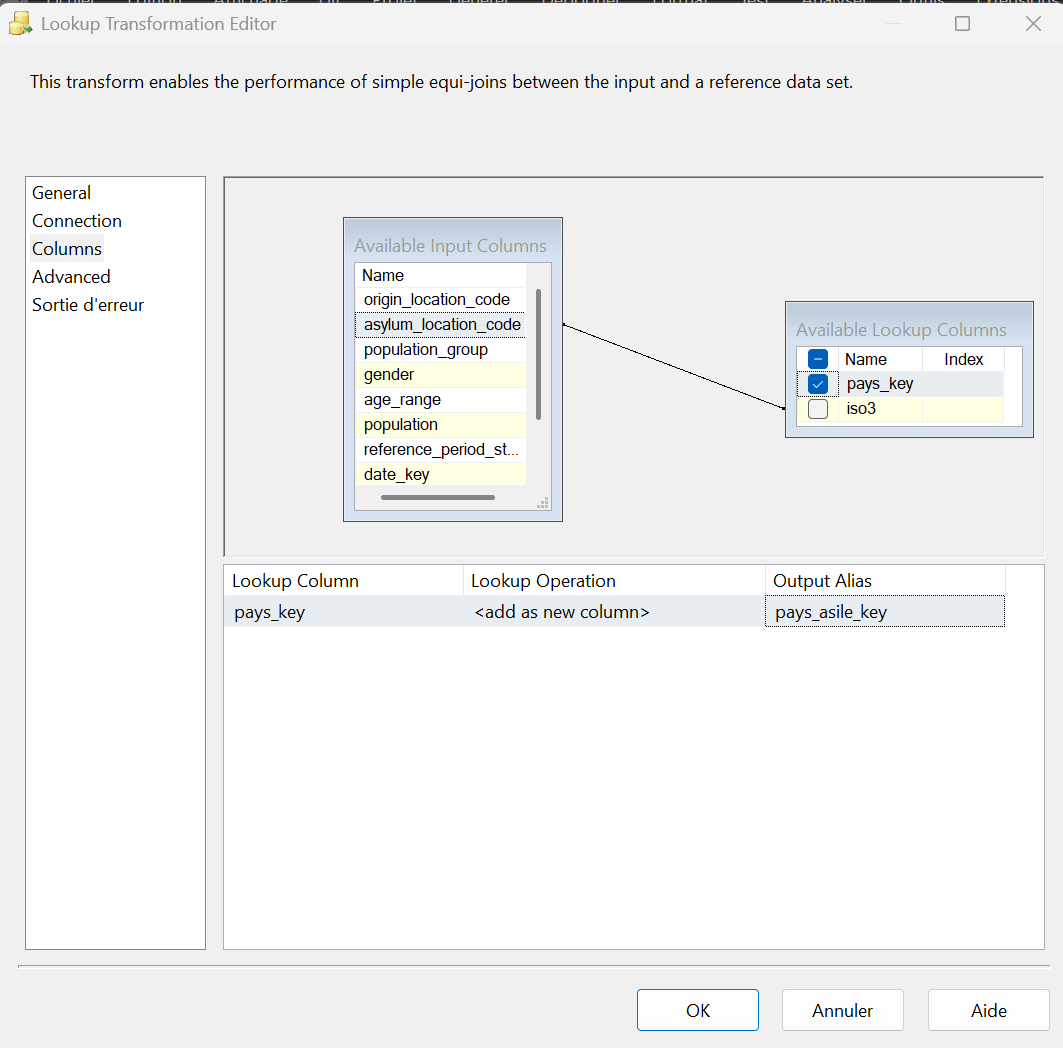 Lookup Transformation Editor
This transform enables the performance of simple equi-joins between the input and a reference data set.
General
Connection
Columns
Advanced
Sortie d'erreur
Available Input Columns
Name
origin_location_code
asylum_location_code
population_group
gender
age_range
population
reference_period_st...
date_key
Available Lookup Columns
Name Index
pays_key
iso3
Lookup Column Lookup Operation Output Alias
pays_key <add as new column> pays_asile_key
OK Annuler Aide